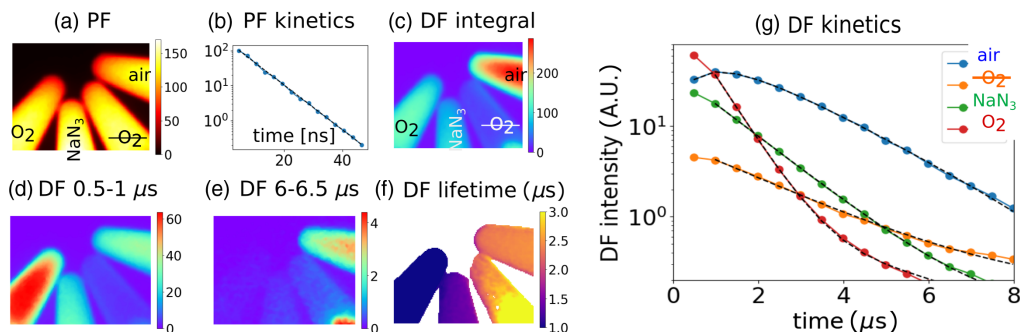 (a) PF
(b) PF kinetics
(c) DF integral
(g) DF kinetics
150
100
50
0
air
O2
NaN3
O2
10²
10¹
10⁰
time [ns]
20
40
200
100
0
air
O2
NaN3
O2
(d) DF 0.5-1 μs
(e) DF 6-6.5 μs
(f) DF lifetime (μs)
60
40
20
0
4
2
0
3.0
2.5
2.0
1.5
1.0
DF intensity (A.U.)
10¹
10⁰
air
O2
NaN3
O2
0
2
4
6
8
time (μs)